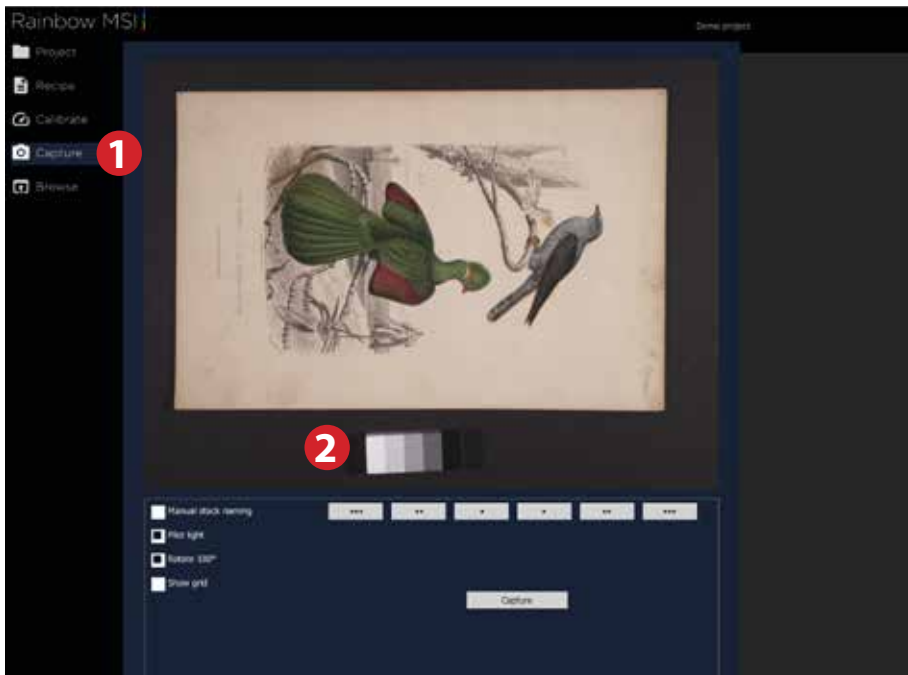 Rainbow MSI
Demo project
Project
Recipe
Calibrate
Capture
1
Browse
2
Manual stack naming
Pilot light
Rotate 180°
Show grid
Capture